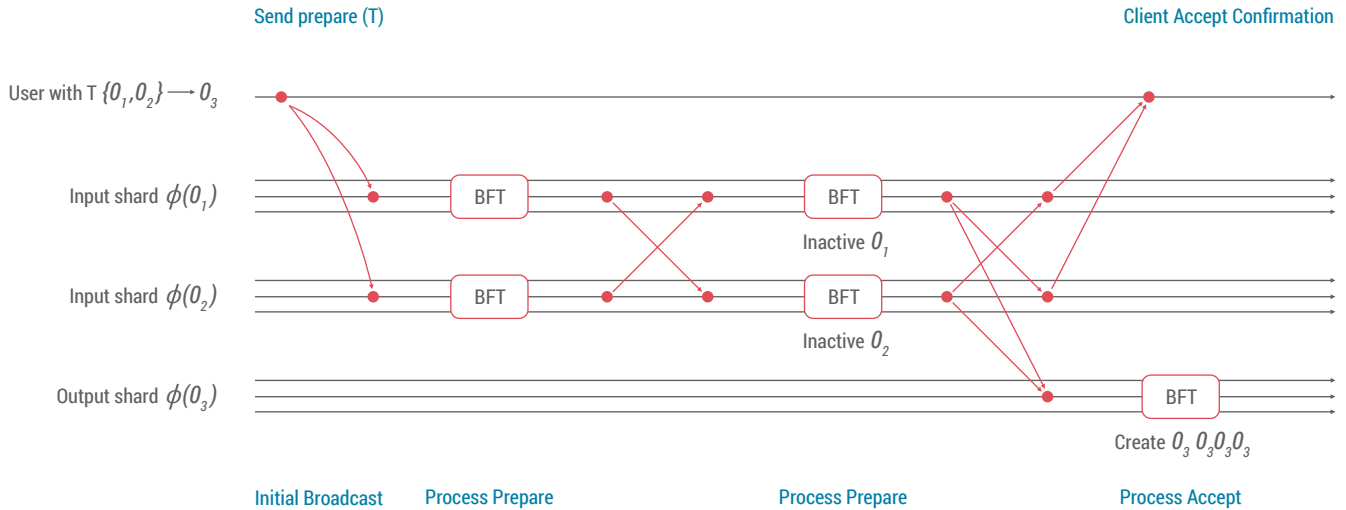 Send prepare (T)
Client Accept Confirmation
User with T {O₁,O₂} ⟶ O₃
Input shard ϕ(O₁)
BFT
BFT
Inactive O₁
Input shard ϕ(O₂)
BFT
BFT
Inactive O₂
Output shard ϕ(O₃)
BFT
Create O₃ O₃O₃O₃
Initial Broadcast
Process Prepare
Process Prepare
Process Accept